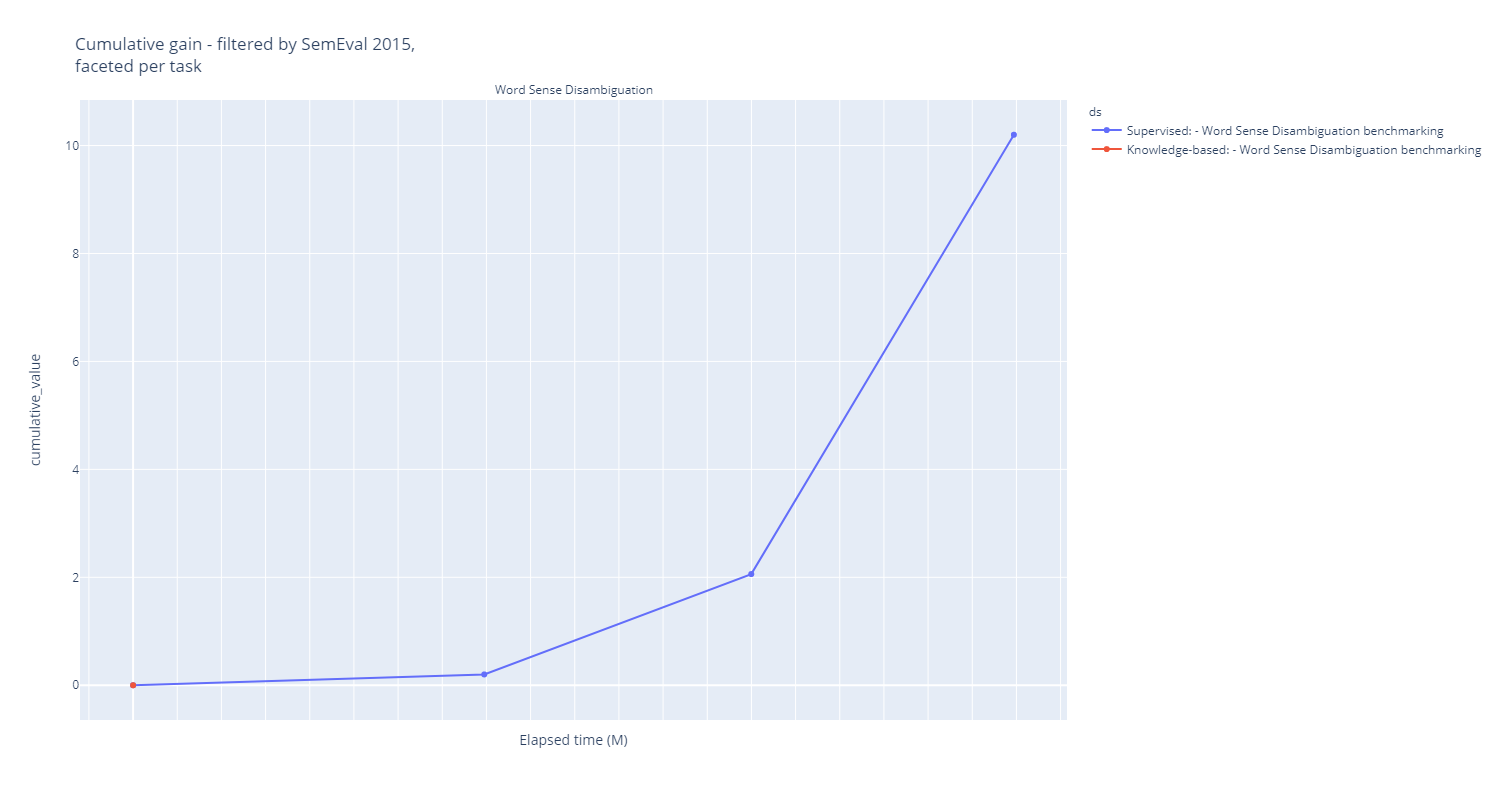 Cumulative gain - filtered by SemEval 2015,
faceted per task
Word Sense Disambiguation
ds
Supervised: - Word Sense Disambiguation benchmarking
Knowledge-based: - Word Sense Disambiguation benchmarking
10
8
6
4
2
0
cumulative_value
Elapsed time (M)